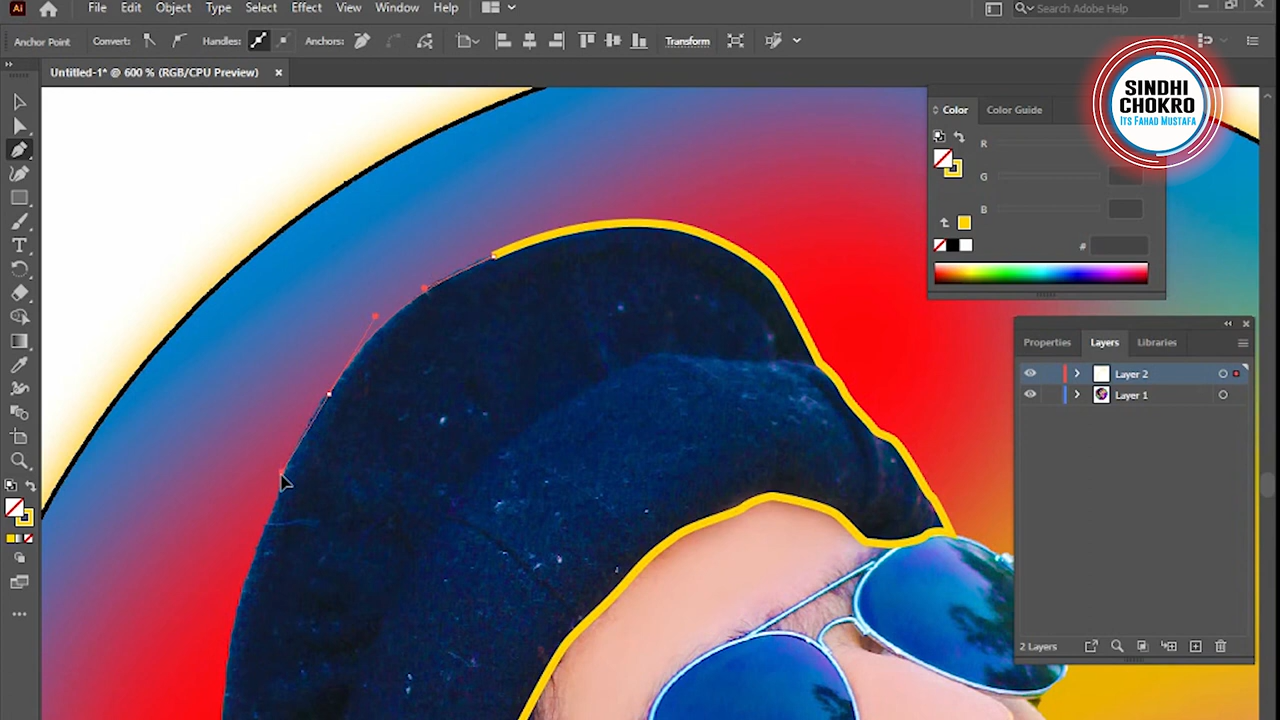 Ai File Edit Object Type Select Effect View Window Help Search Adobe Help
Anchor Point Convert: Handles: Anchors: Transform
Untitled-1* @ 600 % (RGB/CPU Preview) ×
SINDHI
CHOKRO
ITS FAHAD MUSTAFA
Color Color Guide
R
G
B
#
Properties Layers Libraries
Layer 2
Layer 1
2 Layers